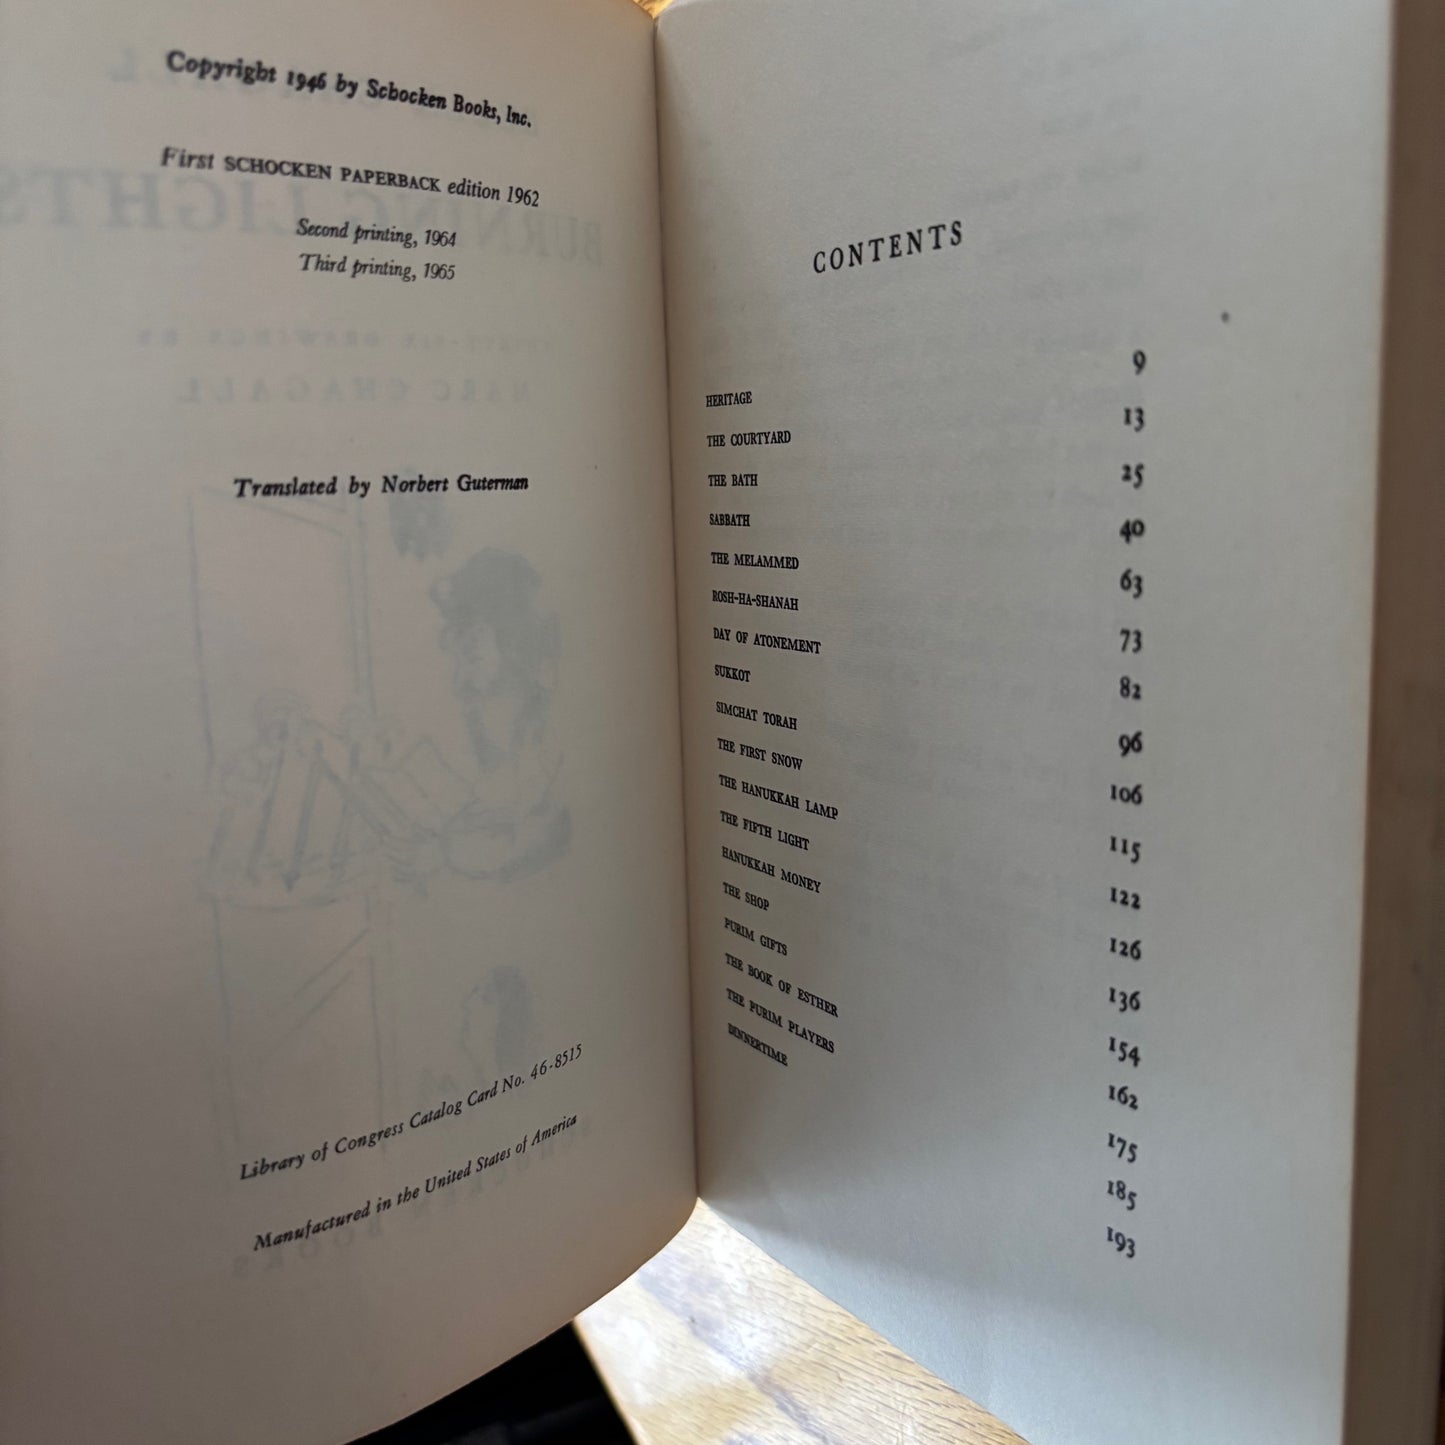 Copyright 1946 by Schocken Books, Inc.
First SCHOCKEN PAPERBACK edition 1962
Second printing, 1964
Third printing, 1965
Translated by Norbert Guterman
Library of Congress Catalog Card No. 46-8515
Manufactured in the United States of America
CONTENTS
HERITAGE 9
THE COURTYARD 13
THE BATH 25
SABBATH 40
THE MELAMMED 63
ROSH-HA-SHANAH 73
DAY OF ATONEMENT 82
SUKKOT 96
SIMCHAT TORAH 106
THE FIRST SNOW 115
THE HANUKKAH LAMP 122
THE FIFTH LIGHT 126
HANUKKAH MONEY 136
THE SHOP 154
PURIM GIFTS 162
THE BOOK OF ESTHER 175
THE PURIM PLAYERS 185
DINNERTIME 193